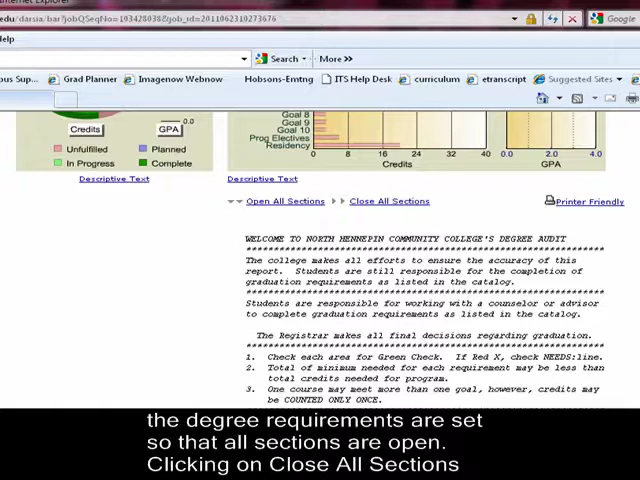 ernet Explorer
.edu/darsia/bar?jobQSeqNo=103428038&job_id=2011062310273676
Google
Help
Search
More >>
pus Sup...
Grad Planner
Imagenow Webnow
Hobsons-Emtng
ITS Help Desk
curriculum
etranscript
Suggested Sites
0.0
Credits
GPA
Unfulfilled
Planned
In Progress
Complete
Descriptive Text
Goal 8
Goal 9
Goal 10
Prog Electives
Residency
0 8 16 24 32 40
Credits
0.0 2.0 4.0
GPA
Descriptive Text
Open All Sections
Close All Sections
Printer Friendly
WELCOME TO NORTH HENNEPIN COMMUNITY COLLEGE'S DEGREE AUDIT
The college makes all efforts to ensure the accuracy of this
report. Students are still responsible for the completion of
graduation requirements as listed in the catalog.
Students are responsible for working with a counselor or advisor
to complete graduation requirements as listed in the catalog.
The Registrar makes all final decisions regarding graduation.
1. Check each area for Green Check. If Red X, check NEEDS:line.
2. Total of minimum needed for each requirement may be less than
total credits needed for program.
3. One course may meet more than one goal, however, credits may
be COUNTED ONLY ONCE.
the degree requirements are set
so that all sections are open.
Clicking on Close All Sections